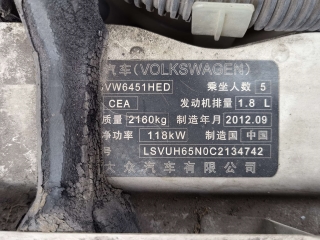 汽车(VOLKSWAGEN)
VW6451HED 乘坐人数 5
CEA 发动机排量 1.8 L
质量 2160kg 制造年月 2012.09
净功率 118kW 制造国 中国
号 LSVUH65N0C2134742
大众汽车有限公司